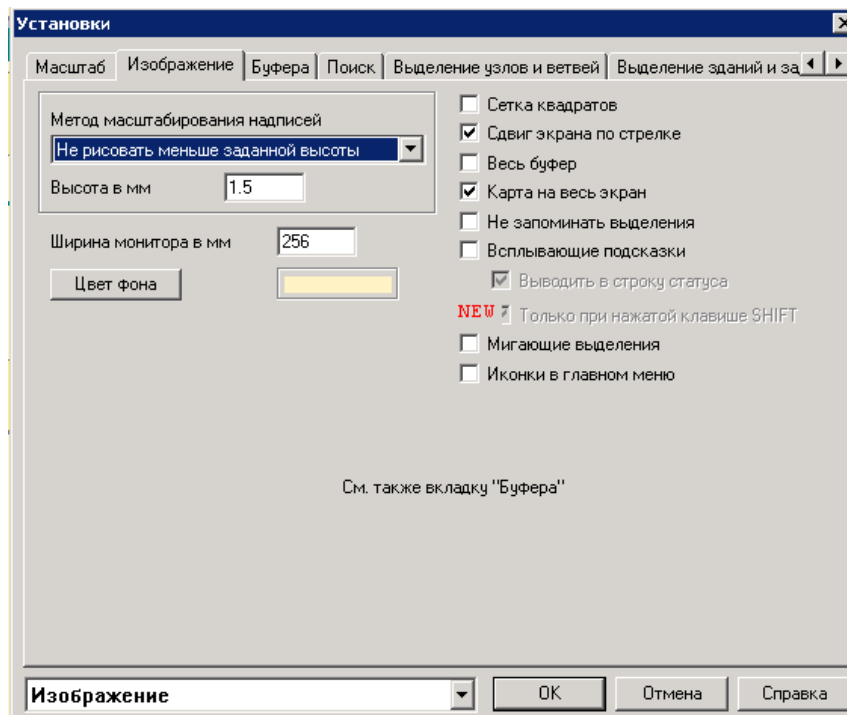 Установки
Масштаб Изображение Буфера Поиск Выделение узлов и ветвей Выделение зданий и за
Метод масштабирования надписей
Не рисовать меньше заданной высоты
Высота в мм 1.5
Ширина монитора в мм 256
Цвет фона
Сетка квадратов
Сдвиг экрана по стрелке
Весь буфер
Карта на весь экран
Не запоминать выделения
Всплывающие подсказки
Выводить в строку статуса
NEW Только при нажатой клавише SHIFT
Мигающие выделения
Иконки в главном меню
См. также вкладку "Буфера"
Изображение OK Отмена Справка